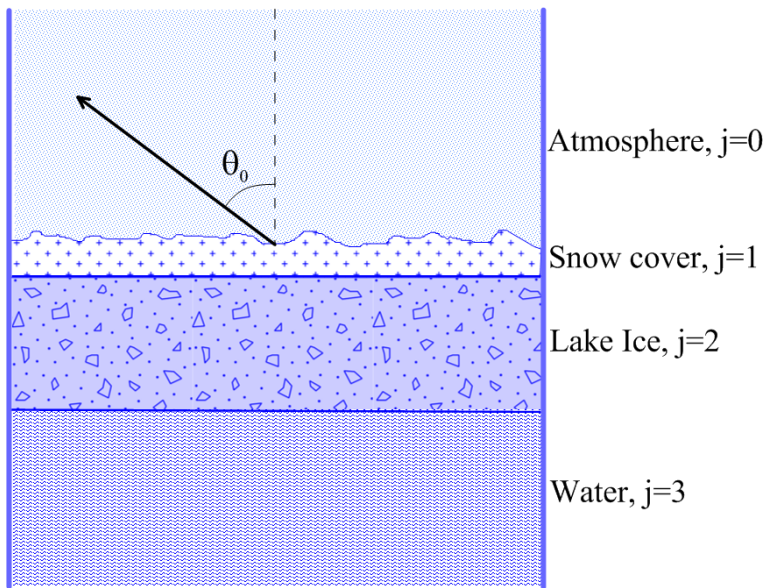 θ₀
Atmosphere, j=0
Snow cover, j=1
Lake Ice, j=2
Water, j=3